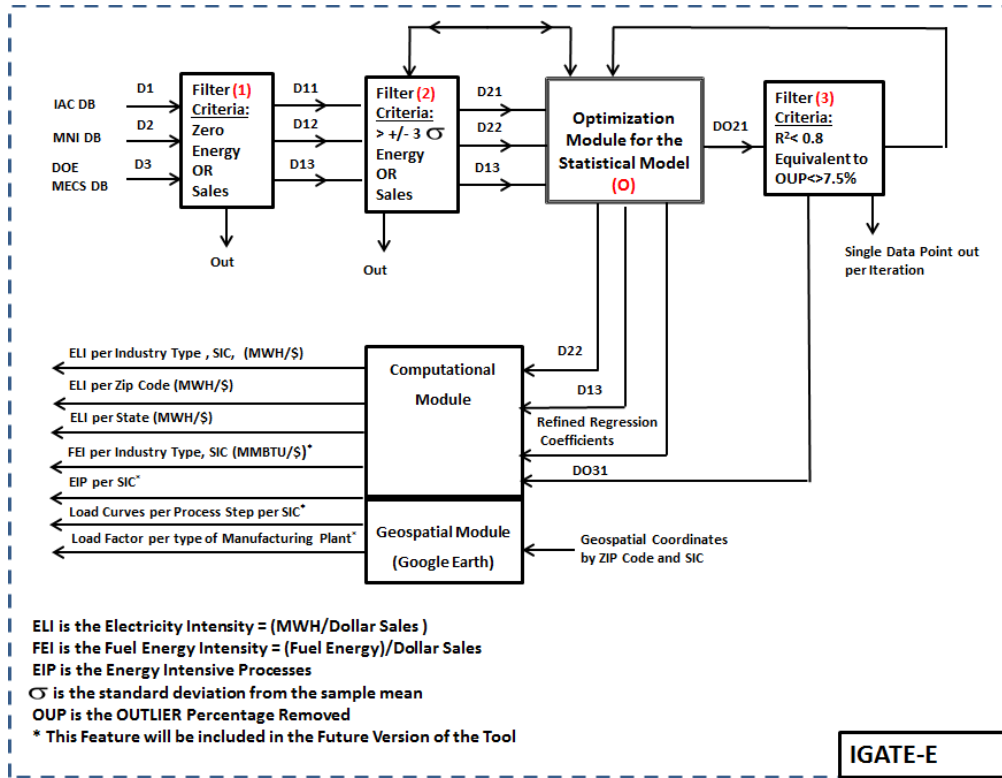 IAC DB
MNI DB
DOE
MECS DB
D1
D2
D3
Filter (1)
Criteria:
Zero
Energy
OR
Sales
Out
D11
D12
D13
Filter (2)
Criteria:
> +/- 3 σ
Energy
OR
Sales
Out
D21
D22
D13
Optimization
Module for the
Statistical Model
(O)
DO21
Filter (3)
Criteria:
R²< 0.8
Equivalent to
OUP<>7.5%
Single Data Point out
per Iteration
D22
D13
Refined Regression
Coefficients
DO31
Computational
Module
Geospatial Module
(Google Earth)
Geospatial Coordinates
by ZIP Code and SIC
ELI per Industry Type , SIC, (MWH/$)
ELI per Zip Code (MWH/$)
ELI per State (MWH/$)
FEI per Industry Type, SIC (MMBTU/$)*
EIP per SIC*
Load Curves per Process Step per SIC*
Load Factor per type of Manufacturing Plant*
ELI is the Electricity Intensity = (MWH/Dollar Sales )
FEI is the Fuel Energy Intensity = (Fuel Energy)/Dollar Sales
EIP is the Energy Intensive Processes
σ is the standard deviation from the sample mean
OUP is the OUTLIER Percentage Removed
* This Feature will be included in the Future Version of the Tool
IGATE-E